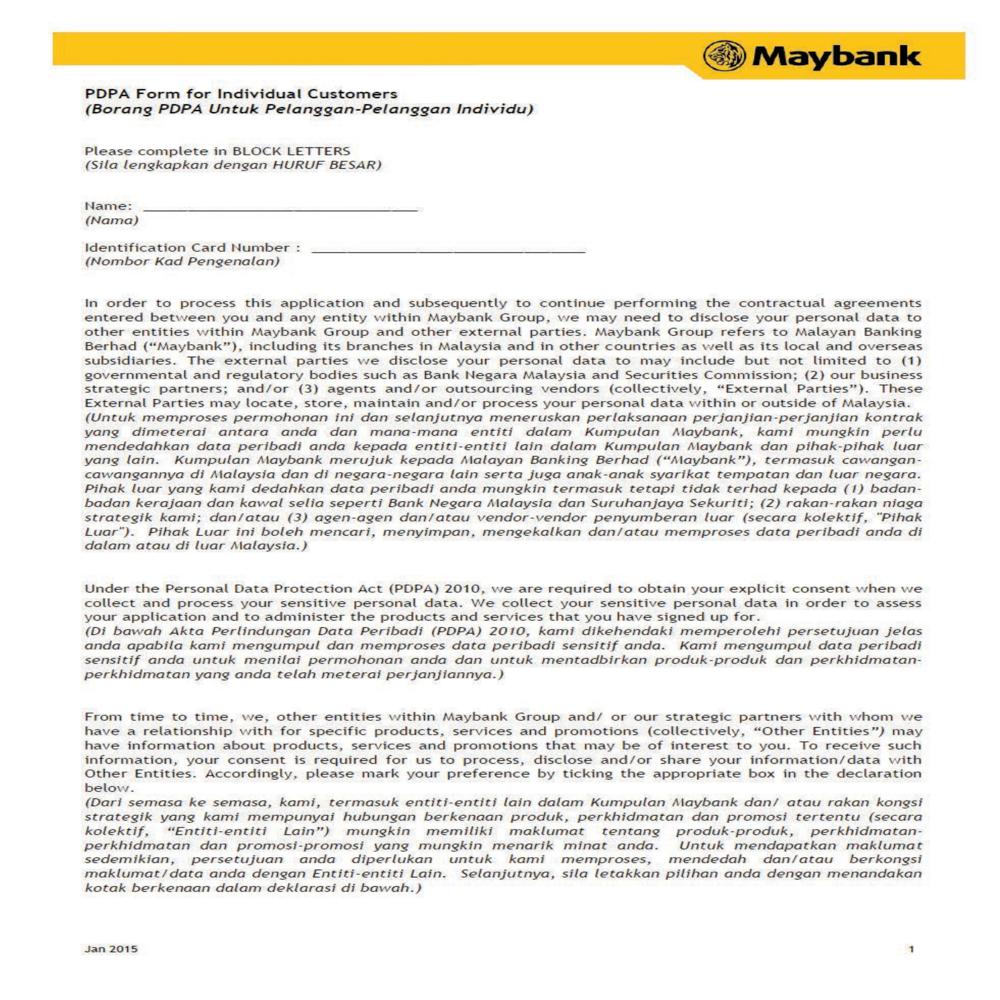 Maybank
PDPA Form for Individual Customers
(Borang PDPA Untuk Pelanggan-Pelanggan Individu)
Please complete in BLOCK LETTERS
(Sila lengkapkan dengan HURUF BESAR)
Name: ______________________________
(Nama)
Identification Card Number : ______________________________
(Nombor Kad Pengenalan)
In order to process this application and subsequently to continue performing the contractual agreements
entered between you and any entity within Maybank Group, we may need to disclose your personal data to
other entities within Maybank Group and other external parties. Maybank Group refers to Malayan Banking
Berhad (“Maybank”), including its branches in Malaysia and in other countries as well as its local and overseas
subsidiaries. The external parties we disclose your personal data to may include but not limited to (1)
governmental and regulatory bodies such as Bank Negara Malaysia and Securities Commission; (2) our business
strategic partners; and/or (3) agents and/or outsourcing vendors (collectively, “External Parties”). These
External Parties may locate, store, maintain and/or process your personal data within or outside of Malaysia.
(Untuk memproses permohonan ini dan selanjutnya meneruskan perlaksanaan perjanjian-perjanjian kontrak
yang dimeterai antara anda dan mana-mana entiti dalam Kumpulan Maybank, kami mungkin perlu
mendedahkan data peribadi anda kepada entiti-entiti lain dalam Kumpulan Maybank dan pihak-pihak luar
yang lain. Kumpulan Maybank merujuk kepada Malayan Banking Berhad (“Maybank”), termasuk cawangan-
cawangannya di Malaysia dan di negara-negara lain serta juga anak-anak syarikat tempatan dan luar negara.
Pihak luar yang kami dedahkan data peribadi anda mungkin termasuk tetapi tidak terhad kepada (1) badan-
badan kerajaan dan kawal selia seperti Bank Negara Malaysia dan Suruhanjaya Sekuriti; (2) rakan-rakan niaga
strategik kami; dan/atau (3) agen-agen dan/atau vendor-vendor penyumberan luar (secara kolektif, "Pihak
Luar"). Pihak Luar ini boleh mencari, menyimpan, mengekalkan dan/atau memproses data peribadi anda di
dalam atau di luar Malaysia.)
Under the Personal Data Protection Act (PDPA) 2010, we are required to obtain your explicit consent when we
collect and process your sensitive personal data. We collect your sensitive personal data in order to assess
your application and to administer the products and services that you have signed up for.
(Di bawah Akta Perlindungan Data Peribadi (PDPA) 2010, kami dikehendaki memperolehi persetujuan jelas
anda apabila kami mengumpul dan memproses data peribadi sensitif anda. Kami mengumpul data peribadi
sensitif anda untuk menilai permohonan anda dan untuk mentadbirkan produk-produk dan perkhidmatan-
perkhidmatan yang anda telah meterai perjanjiannya.)
From time to time, we, other entities within Maybank Group and/ or our strategic partners with whom we
have a relationship with for specific products, services and promotions (collectively, “Other Entities”) may
have information about products, services and promotions that may be of interest to you. To receive such
information, your consent is required for us to process, disclose and/or share your information/data with
Other Entities. Accordingly, please mark your preference by ticking the appropriate box in the declaration
below.
(Dari semasa ke semasa, kami, termasuk entiti-entiti lain dalam Kumpulan Maybank dan/ atau rakan kongsi
strategik yang kami mempunyai hubungan berkenaan produk, perkhidmatan dan promosi tertentu (secara
kolektif, “Entiti-entiti Lain”) mungkin memiliki maklumat tentang produk-produk, perkhidmatan-
perkhidmatan dan promosi-promosi yang mungkin menarik minat anda. Untuk mendapatkan maklumat
sedemikian, persetujuan anda diperlukan untuk kami memproses, mendedah dan/atau berkongsi
maklumat/data anda dengan Entiti-entiti Lain. Selanjutnya, sila letakkan pilihan anda dengan menandakan
kotak berkenaan dalam deklarasi di bawah.)
Jan 2015
1